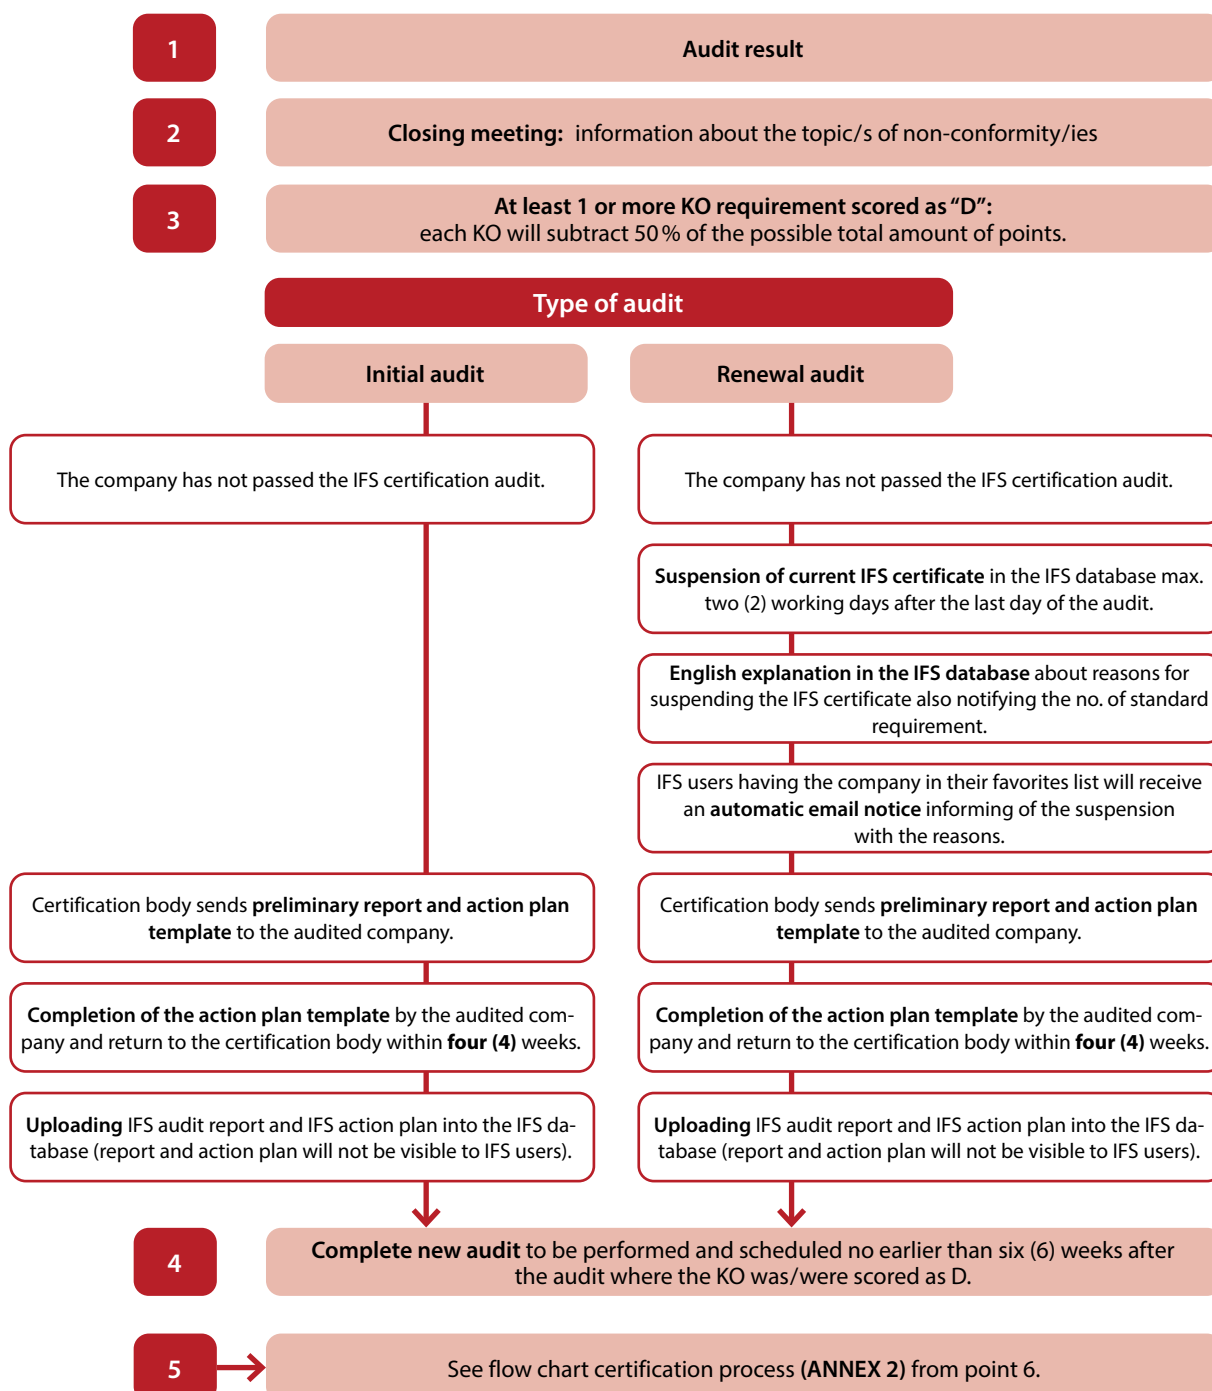 1
Audit result
2
Closing meeting: information about the topic/s of non-conformity/ies
3
At least 1 or more KO requirement scored as “D”:
each KO will subtract 50 % of the possible total amount of points.
Type of audit
Initial audit
Renewal audit
The company has not passed the IFS certification audit.
The company has not passed the IFS certification audit.
Suspension of current IFS certificate in the IFS database max.
two (2) working days after the last day of the audit.
English explanation in the IFS database about reasons for
suspending the IFS certificate also notifying the no. of standard
requirement.
IFS users having the company in their favorites list will receive
an automatic email notice informing of the suspension
with the reasons.
Certification body sends preliminary report and action plan
template to the audited company.
Certification body sends preliminary report and action plan
template to the audited company.
Completion of the action plan template by the audited com-
pany and return to the certification body within four (4) weeks.
Completion of the action plan template by the audited com-
pany and return to the certification body within four (4) weeks.
Uploading IFS audit report and IFS action plan into the IFS da-
tabase (report and action plan will not be visible to IFS users).
Uploading IFS audit report and IFS action plan into the IFS da-
tabase (report and action plan will not be visible to IFS users).
4
Complete new audit to be performed and scheduled no earlier than six (6) weeks after
the audit where the KO was/were scored as D.
5
See flow chart certification process (ANNEX 2) from point 6.